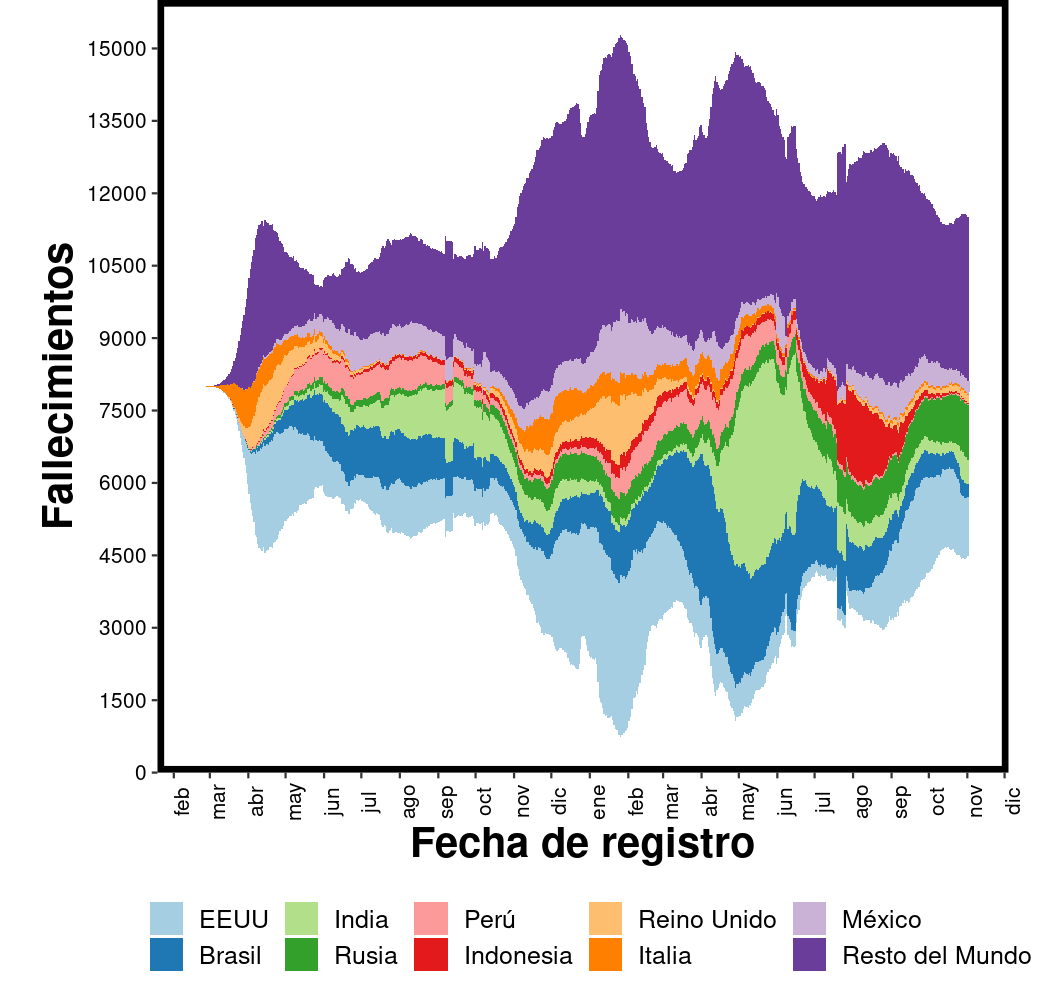 Fallecimientos
15000
13500
12000
10500
9000
7500
6000
4500
3000
1500
0
feb mar abr may jun jul ago sep oct nov dic ene feb mar abr may jun jul ago sep oct nov dic
Fecha de registro
EEUU India Perú Reino Unido México
Brasil Rusia Indonesia Italia Resto del Mundo